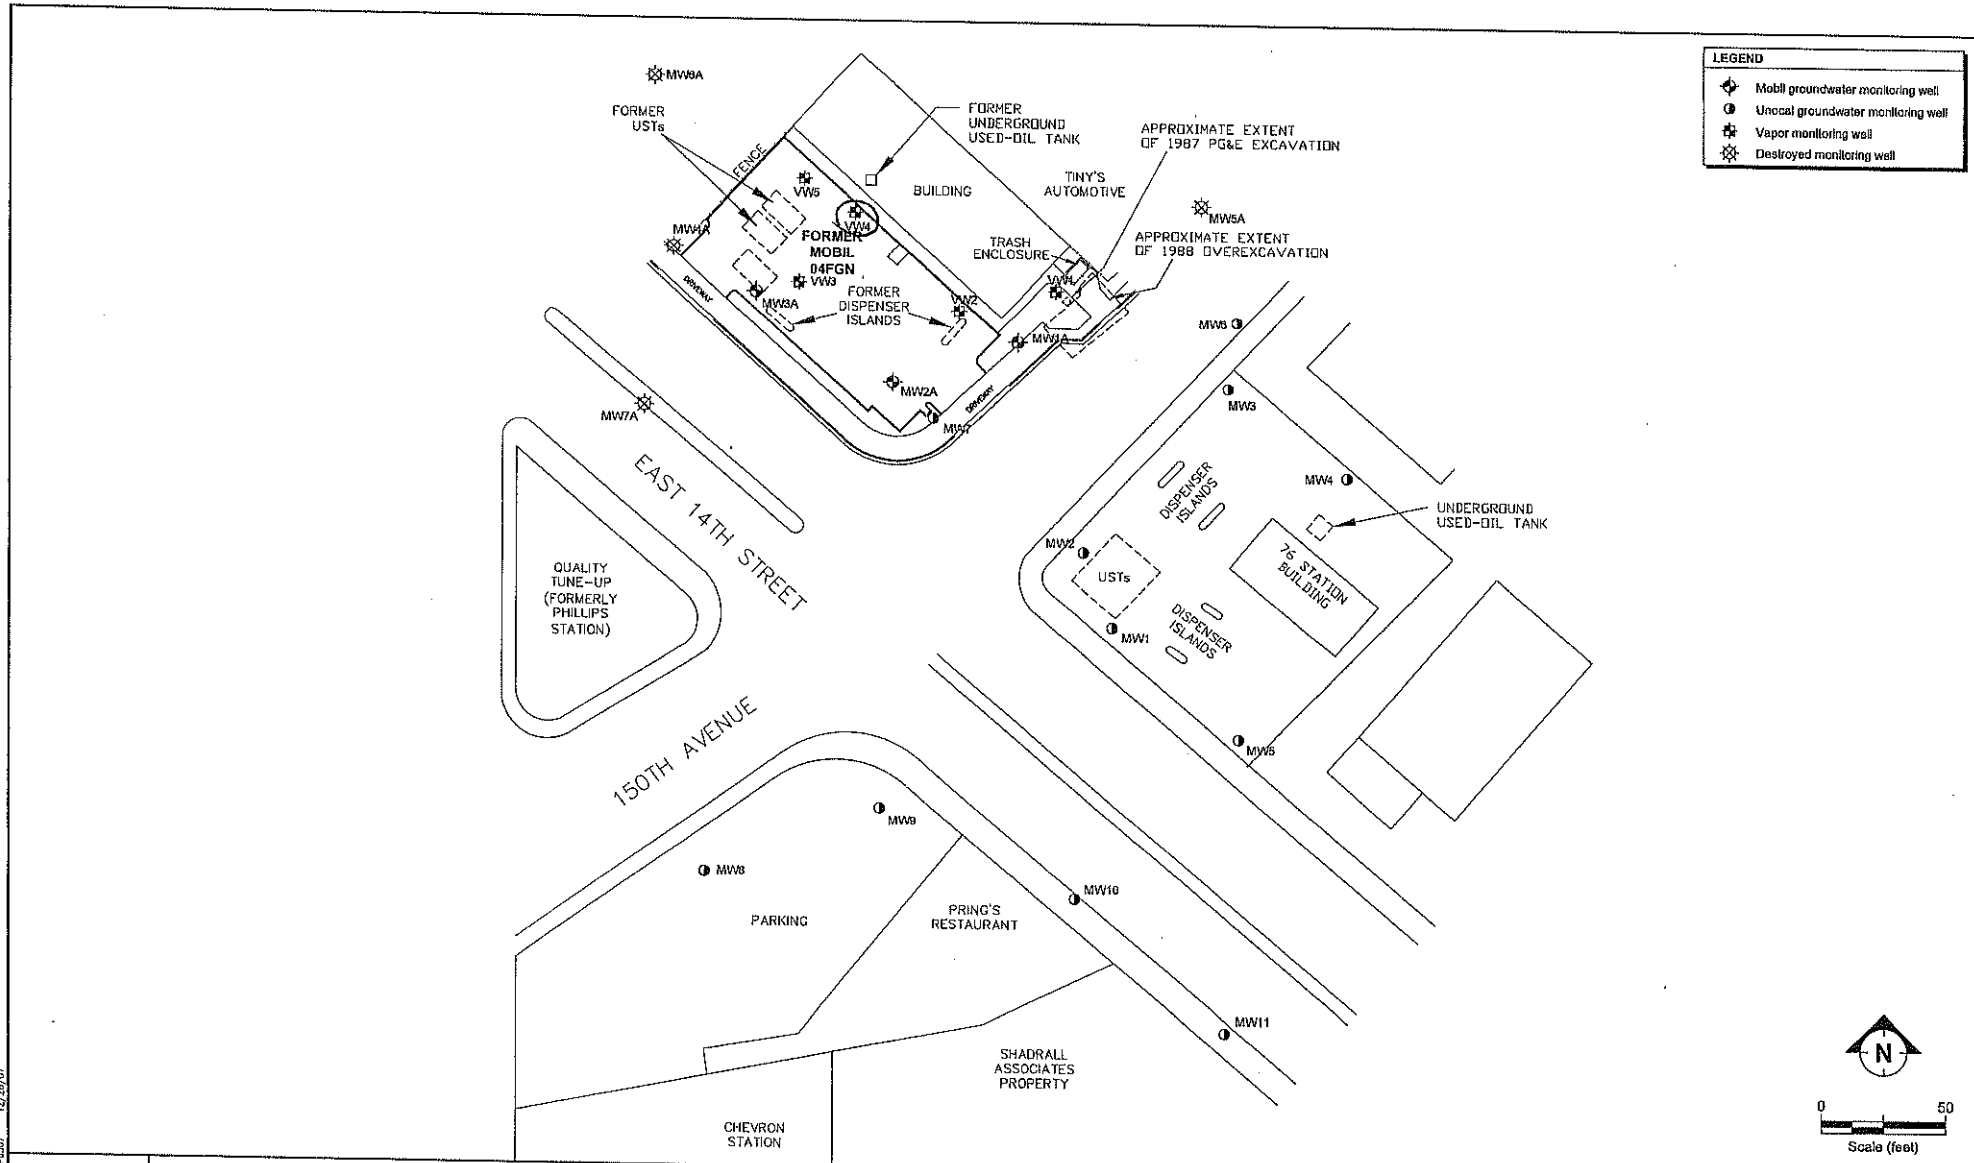 LEGEND
Mobil groundwater monitoring well
Unocal groundwater monitoring well
Vapor monitoring well
Destroyed monitoring well
MW6A
FORMER
USTs
FENCE
FORMER
UNDERGROUND
USED-OIL TANK
APPROXIMATE EXTENT
OF 1987 PG&E EXCAVATION
VW5
BUILDING
TINY'S
AUTOMOTIVE
VW4
MW5A
MW4A
FORMER
MOBIL
04FGN
TRASH
ENCLOSURE
APPROXIMATE EXTENT
OF 1988 OVEREXCAVATION
DRIVEWAY
VW3
MW3A
FORMER
DISPENSER
ISLANDS
VW2
VW1
MW1A
MW6
MW2A
DRIVEWAY
MW3
MW7A
MW7
EAST 14TH STREET
DISPENSER
ISLANDS
MW4
UNDERGROUND
USED-OIL TANK
MW2
USTs
76 STATION
BUILDING
QUALITY
TUNE-UP
(FORMERLY
PHILLIPS
STATION)
DISPENSER
ISLANDS
MW1
150TH AVENUE
MW5
MW9
MW8
MW10
PARKING
PRING'S
RESTAURANT
MW11
SHADRALL
ASSOCIATES
PROPERTY
CHEVRON
STATION
N
0 50
Scale (feet)